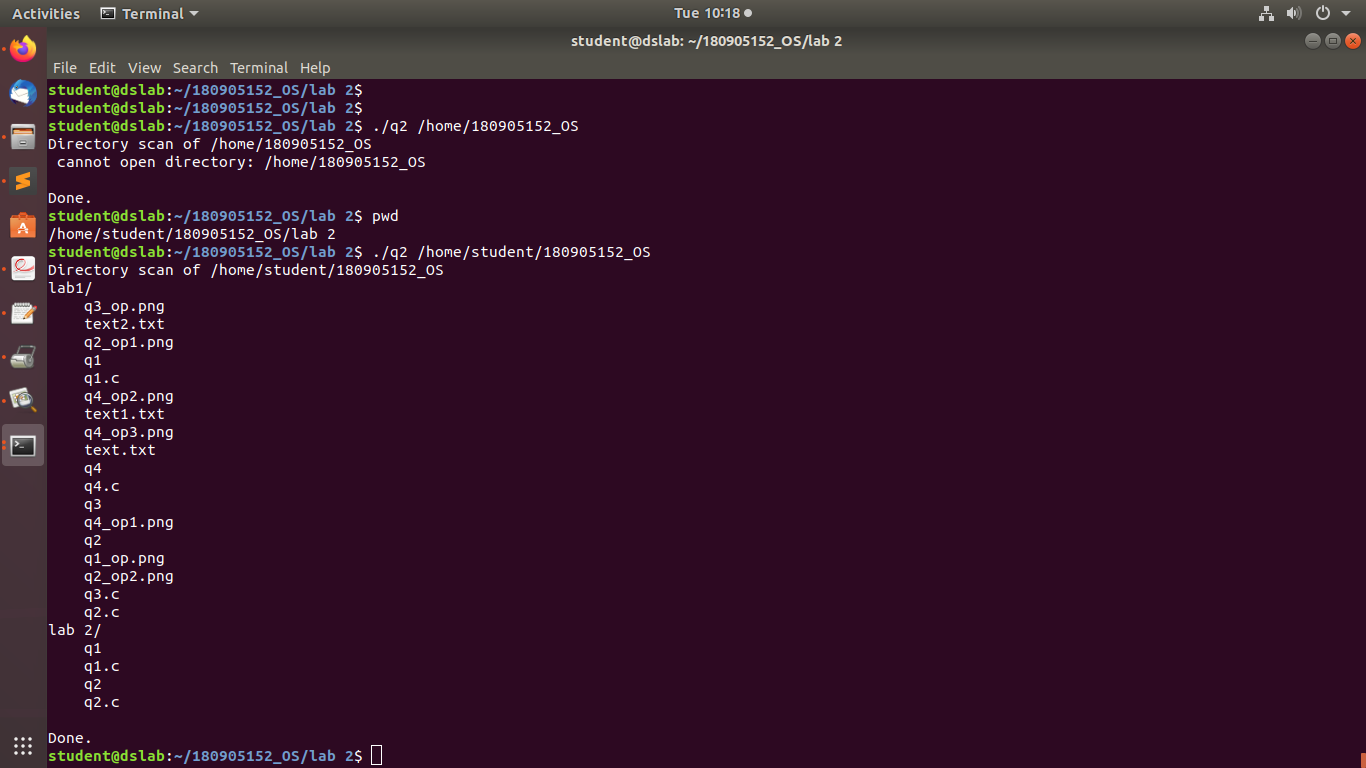 Activities Terminal Tue 10:18
student@dslab: ~/180905152_OS/lab 2
File Edit View Search Terminal Help
student@dslab:~/180905152_OS/lab 2$
student@dslab:~/180905152_OS/lab 2$
student@dslab:~/180905152_OS/lab 2$ ./q2 /home/180905152_OS
Directory scan of /home/180905152_OS
 cannot open directory: /home/180905152_OS

Done.
student@dslab:~/180905152_OS/lab 2$ pwd
/home/student/180905152_OS/lab 2
student@dslab:~/180905152_OS/lab 2$ ./q2 /home/student/180905152_OS
Directory scan of /home/student/180905152_OS
lab1/
    q3_op.png
    text2.txt
    q2_op1.png
    q1
    q1.c
    q4_op2.png
    text1.txt
    q4_op3.png
    text.txt
    q4
    q4.c
    q3
    q4_op1.png
    q2
    q1_op.png
    q2_op2.png
    q3.c
    q2.c
lab 2/
    q1
    q1.c
    q2
    q2.c

Done.
student@dslab:~/180905152_OS/lab 2$